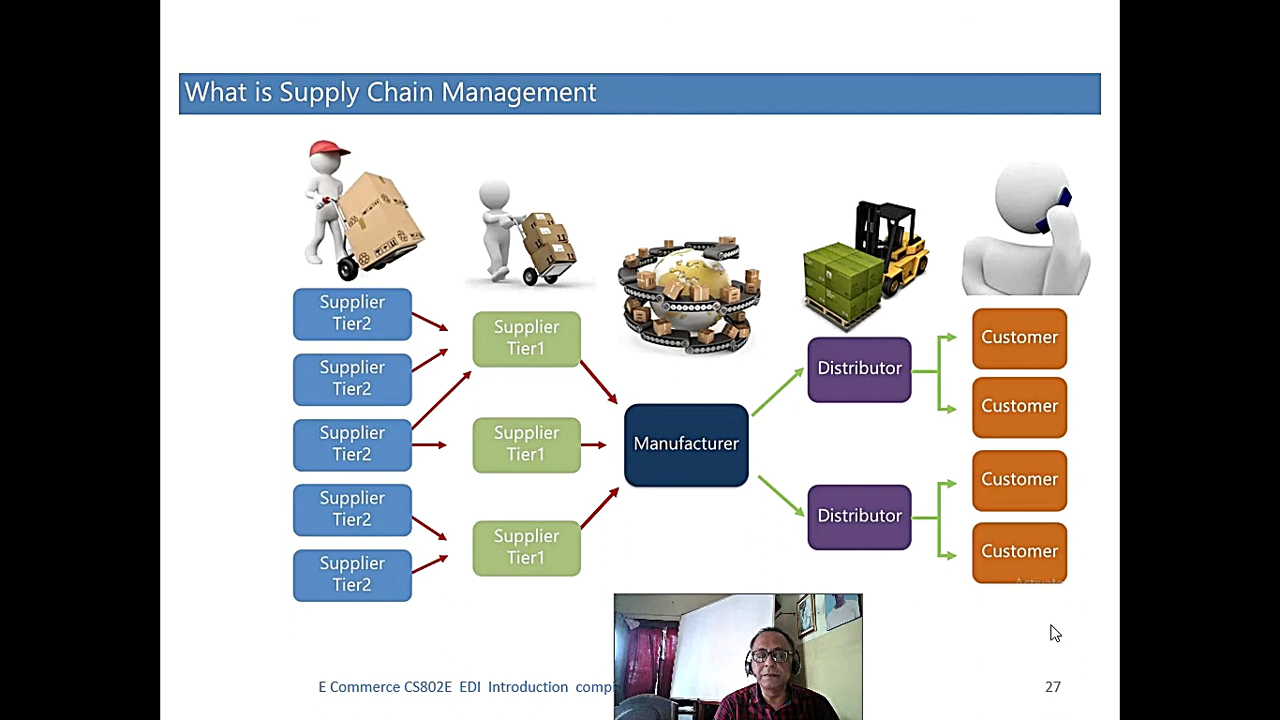 What is Supply Chain Management
Supplier
Tier2
Supplier
Tier2
Supplier
Tier2
Supplier
Tier2
Supplier
Tier2
Supplier
Tier1
Supplier
Tier1
Supplier
Tier1
Manufacturer
Distributor
Distributor
Customer
Customer
Customer
Customer
Activate
E Commerce CS802E EDI Introduction comp
27